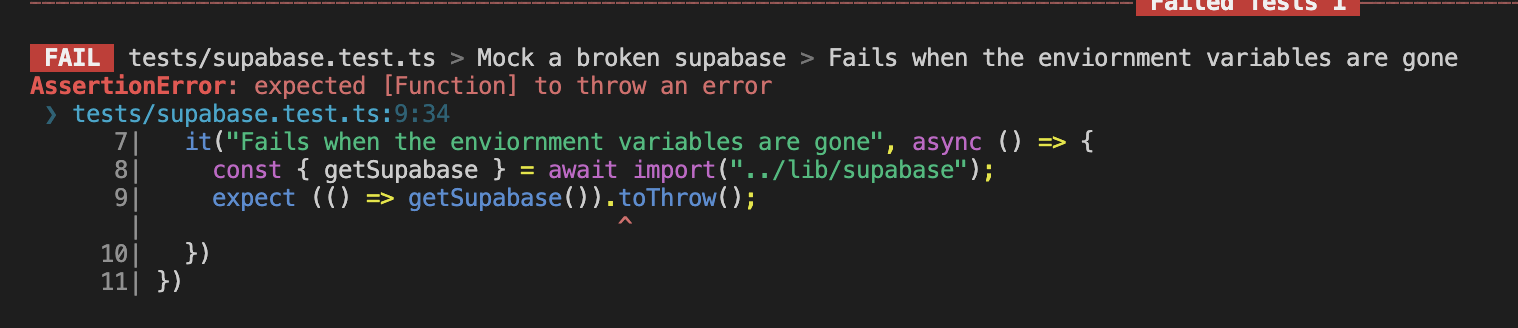 Failed Tests 1
FAIL tests/supabase.test.ts > Mock a broken supabase > Fails when the enviornment variables are gone
AssertionError: expected [Function] to throw an error
❯ tests/supabase.test.ts:9:34
7| it("Fails when the enviornment variables are gone", async () => {
8| const { getSupabase } = await import("../lib/supabase");
9| expect (() => getSupabase()).toThrow();
| ^
10| })
11| })